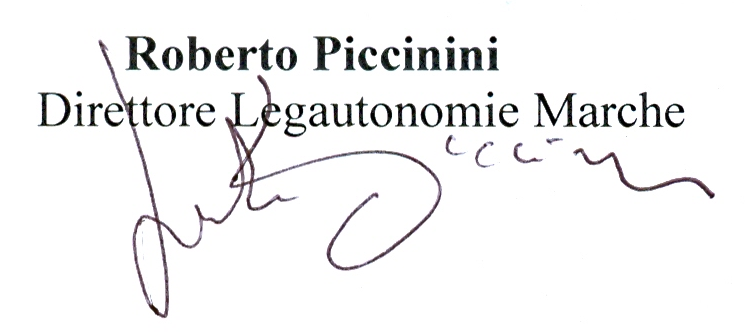 Roberto Piccinini
Direttore Legautonomie Marche